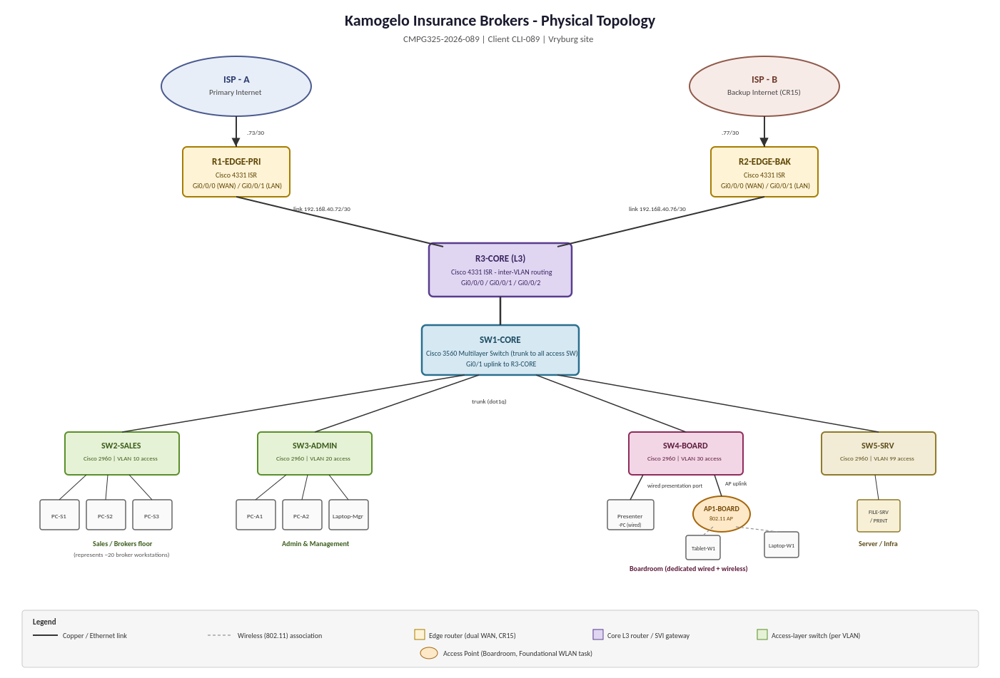 Kamogelo Insurance Brokers - Physical Topology
CMPG325-2026-089 | Client CLI-089 | Vryburg site
ISP - A
Primary Internet
ISP - B
Backup Internet (CR15)
.73/30
.77/30
R1-EDGE-PRI
Cisco 4331 ISR
Gi0/0/0 (WAN) / Gi0/0/1 (LAN)
R2-EDGE-BAK
Cisco 4331 ISR
Gi0/0/0 (WAN) / Gi0/0/1 (LAN)
link 192.168.40.72/30
link 192.168.40.76/30
R3-CORE (L3)
Cisco 4331 ISR - inter-VLAN routing
Gi0/0/0 / Gi0/0/1 / Gi0/0/2
SW1-CORE
Cisco 3560 Multilayer Switch (trunk to all access SW)
Gi0/1 uplink to R3-CORE
trunk (dot1q)
SW2-SALES
Cisco 2960 | VLAN 10 access
SW3-ADMIN
Cisco 2960 | VLAN 20 access
SW4-BOARD
Cisco 2960 | VLAN 30 access
SW5-SRV
Cisco 2960 | VLAN 99 access
wired presentation port
AP uplink
PC-S1
PC-S2
PC-S3
PC-A1
PC-A2
Laptop-Mgr
Presenter
-PC (wired)
AP1-BOARD
802.11 AP
FILE-SRV
/ PRINT
Tablet-W1
Laptop-W1
Sales / Brokers floor
(represents ~20 broker workstations)
Admin & Management
Boardroom (dedicated wired + wireless)
Server / Infra
Legend
Copper / Ethernet link
Wireless (802.11) association
Edge router (dual WAN, CR15)
Core L3 router / SVI gateway
Access-layer switch (per VLAN)
Access Point (Boardroom, Foundational WLAN task)